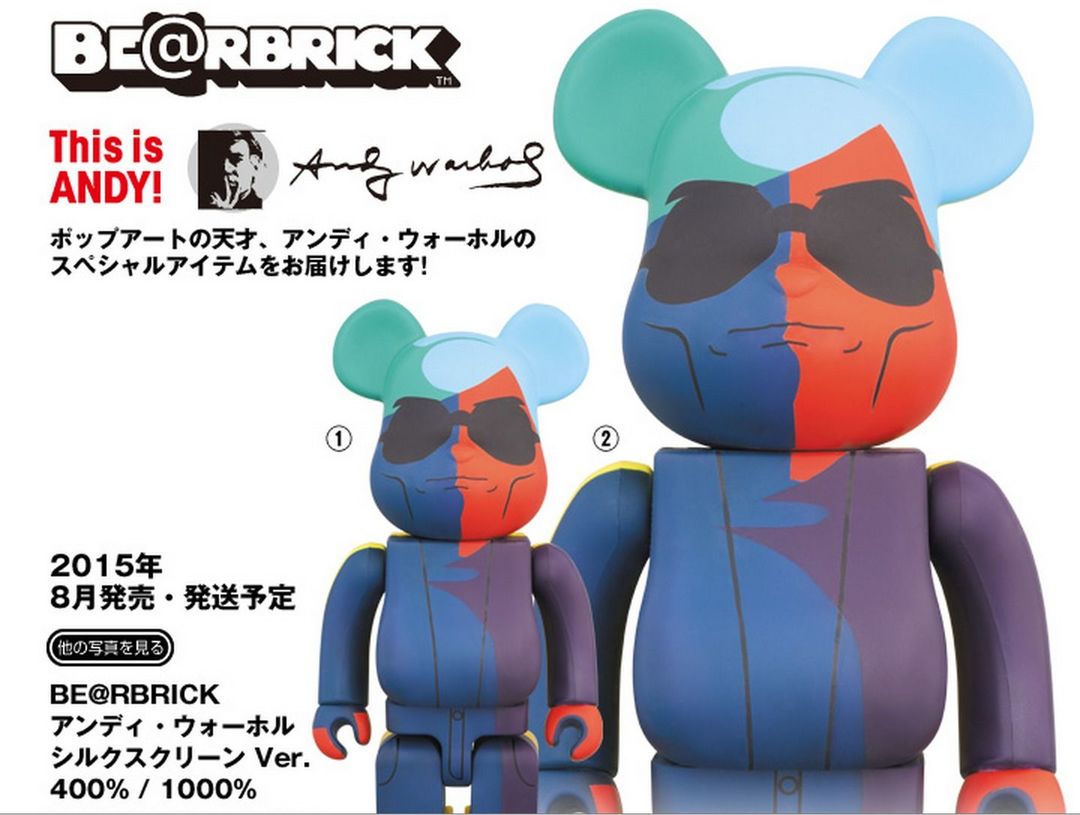 BE@RBRICK TM
This is
ANDY!
Andy Warhol
ポップアートの天才、アンディ・ウォーホルの
スペシャルアイテムをお届けします!
①
②
2015年
8月発売・発送予定
他の写真を見る
BE@RBRICK
アンディ・ウォーホル
シルクスクリーン Ver.
400% / 1000%